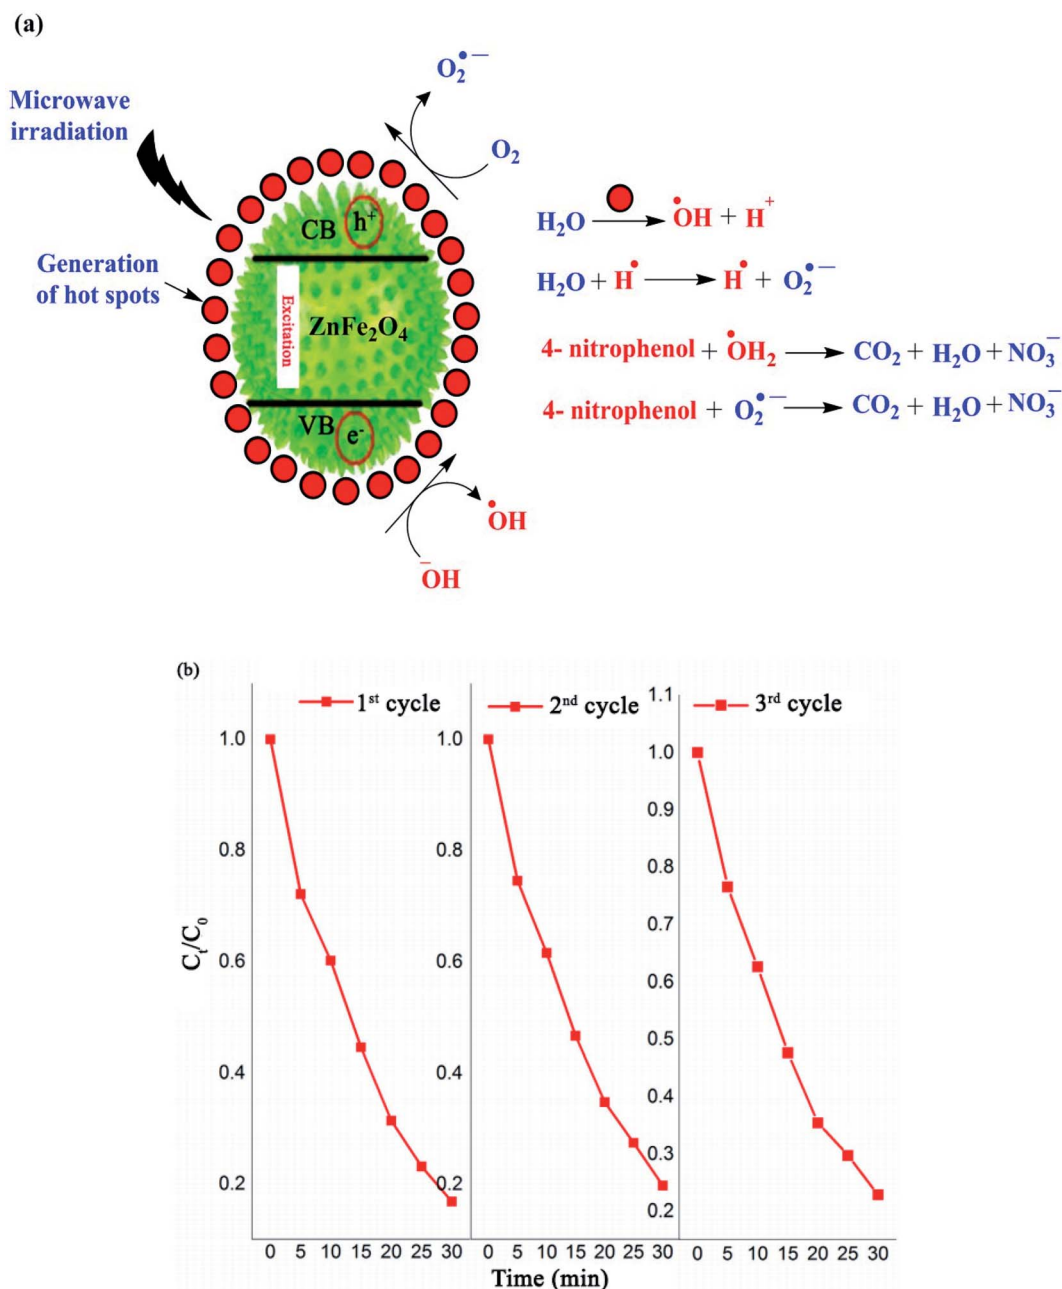 (a)
O₂•−
Microwave
irradiation
O₂
CB h⁺
H₂O → •OH + H⁺
Generation
of hot spots
H₂O + H• → H• + O₂•−
Excitation
ZnFe₂O₄
4- nitrophenol + •OH₂ → CO₂ + H₂O + NO₃⁻
4- nitrophenol + O₂•− → CO₂ + H₂O + NO₃⁻
VB e⁻
•OH
⁻OH
(b)
1st cycle
2nd cycle
3rd cycle
Cₜ/C₀
1.0
0.8
0.6
0.4
0.2
1.0
0.8
0.6
0.4
0.2
1.1
1.0
0.9
0.8
0.7
0.6
0.5
0.4
0.3
0.2
0 5 10 15 20 25 30
0 5 10 15 20 25 30
0 5 10 15 20 25 30
Time (min)